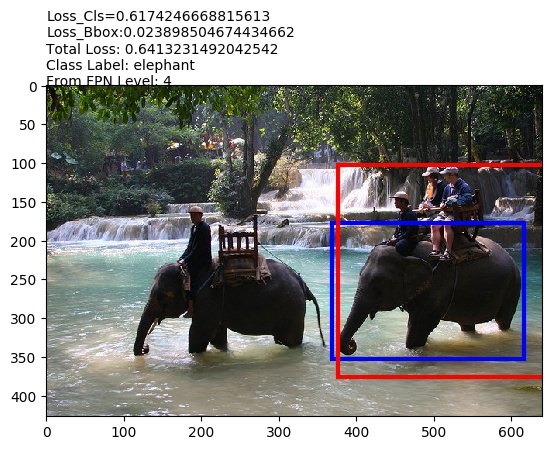 Loss_Cls=0.6174246668815613
Loss_Bbox:0.023898504674434662
Total Loss: 0.6413231492042542
Class Label: elephant
From FPN Level: 4
0
50
100
150
200
250
300
350
400
0 100 200 300 400 500 600